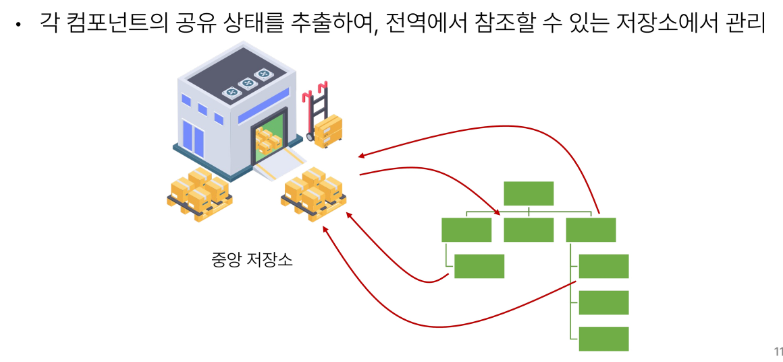 • 각 컴포넌트의 공유 상태를 추출하여, 전역에서 참조할 수 있는 저장소에서 관리
중앙 저장소
11